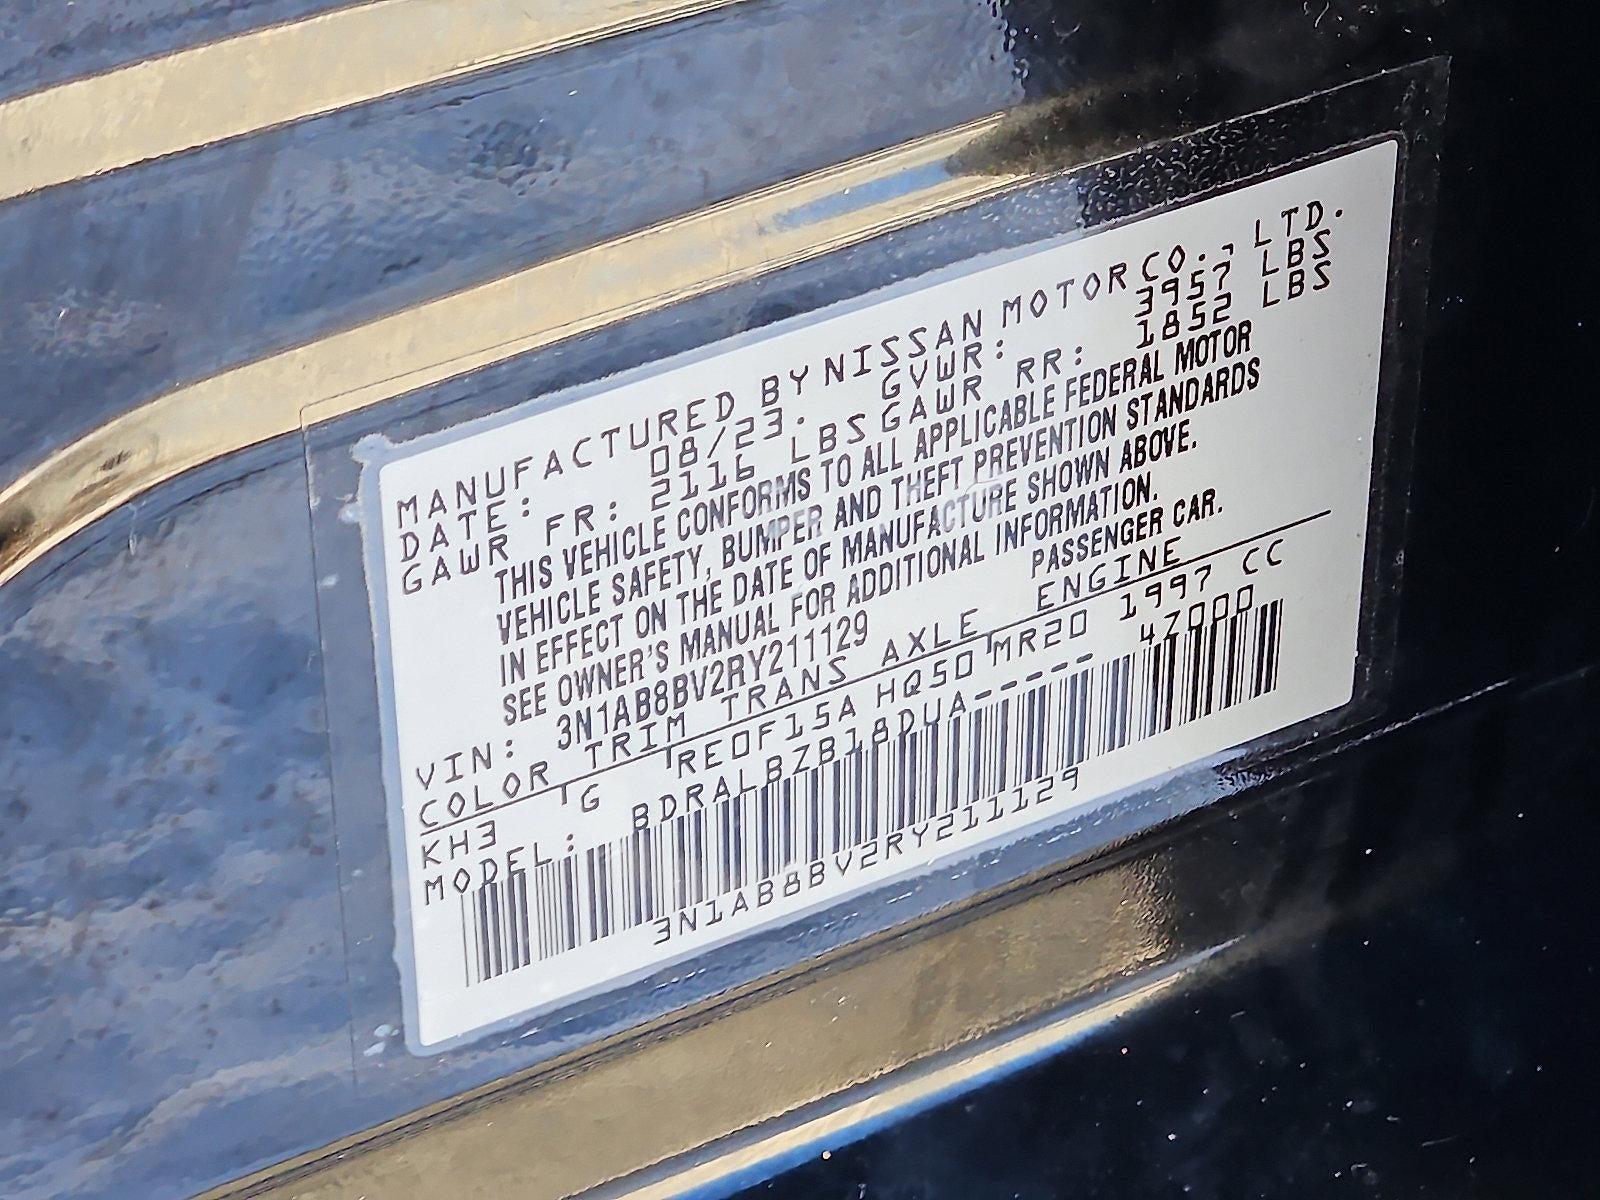 MANUFACTURED BY NISSAN MOTOR CO., LTD.
DATE: 08/23. GVWR: 3957 LBS
GAWR FR: 2116 LBS GAWR RR: 1852 LBS
THIS VEHICLE CONFORMS TO ALL APPLICABLE FEDERAL MOTOR
VEHICLE SAFETY, BUMPER AND THEFT PREVENTION STANDARDS
IN EFFECT ON THE DATE OF MANUFACTURE SHOWN ABOVE.
SEE OWNER'S MANUAL FOR ADDITIONAL INFORMATION.
VIN: 3N1AB8BV2RY211129 PASSENGER CAR.
COLOR TRIM TRANS AXLE ENGINE
KH3 G RE0F15A HQ50 MR20 1997 CC
MODEL: BDRALBZB18DUA----- 4Z000
3N1AB8BV2RY211129